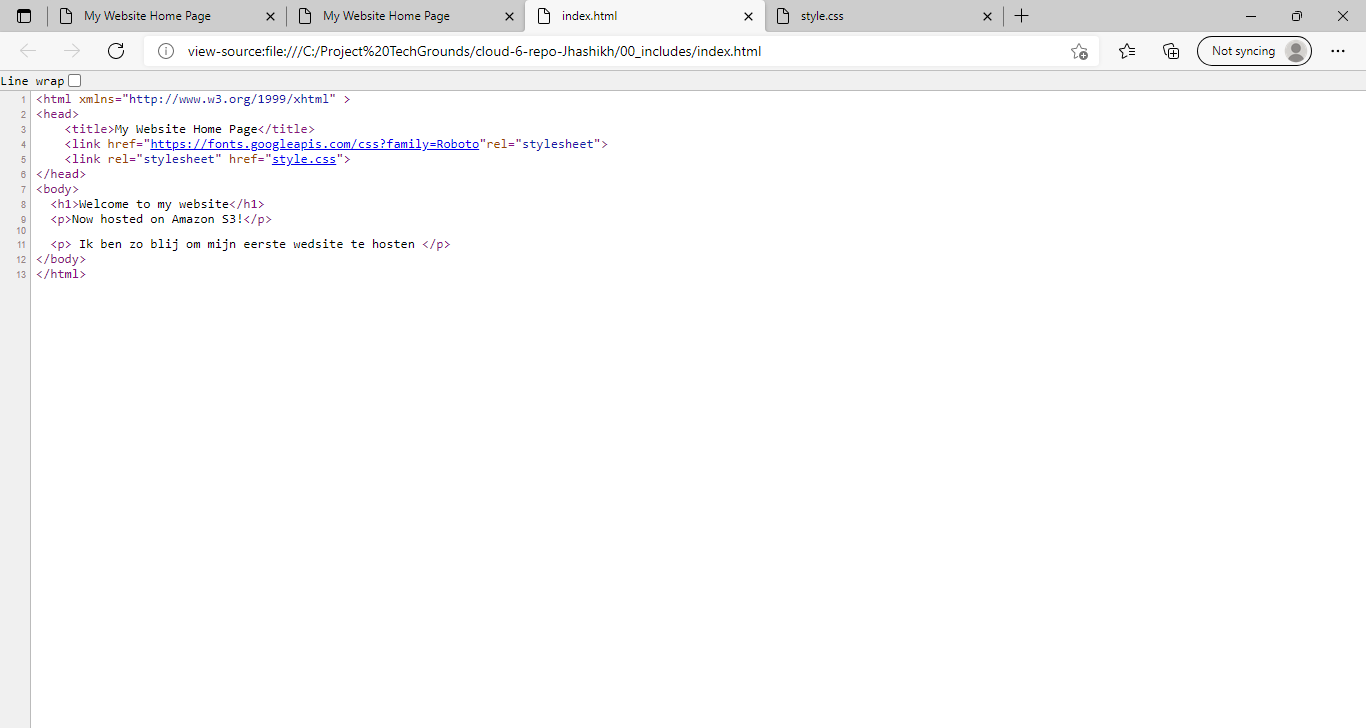 My Website Home Page
My Website Home Page
index.html
style.css
view-source:file:///C:/Project%20TechGrounds/cloud-6-repo-Jhashikh/00_includes/index.html
Not syncing
Line wrap
1 <html xmlns="http://www.w3.org/1999/xhtml" >
2 <head>
3     <title>My Website Home Page</title>
4     <link href="https://fonts.googleapis.com/css?family=Roboto"rel="stylesheet">
5     <link rel="stylesheet" href="style.css">
6 </head>
7 <body>
8   <h1>Welcome to my website</h1>
9   <p>Now hosted on Amazon S3!</p>
10
11   <p> Ik ben zo blij om mijn eerste wedsite te hosten </p>
12 </body>
13 </html>